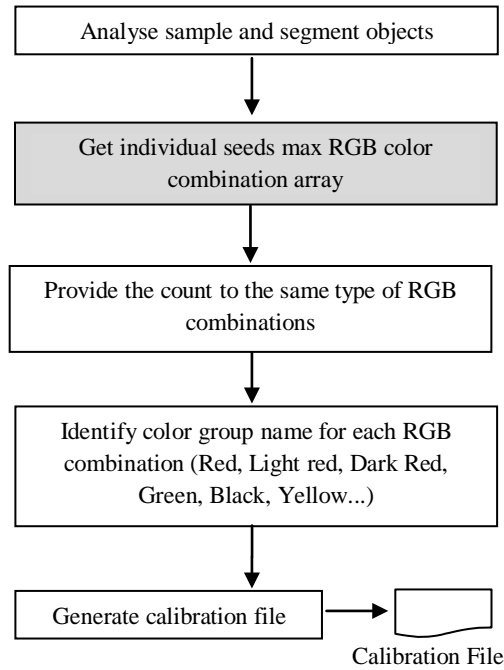 Analyse sample and segment objects
Get individual seeds max RGB color
combination array
Provide the count to the same type of RGB
combinations
Identify color group name for each RGB
combination (Red, Light red, Dark Red,
Green, Black, Yellow...)
Generate calibration file
Calibration File